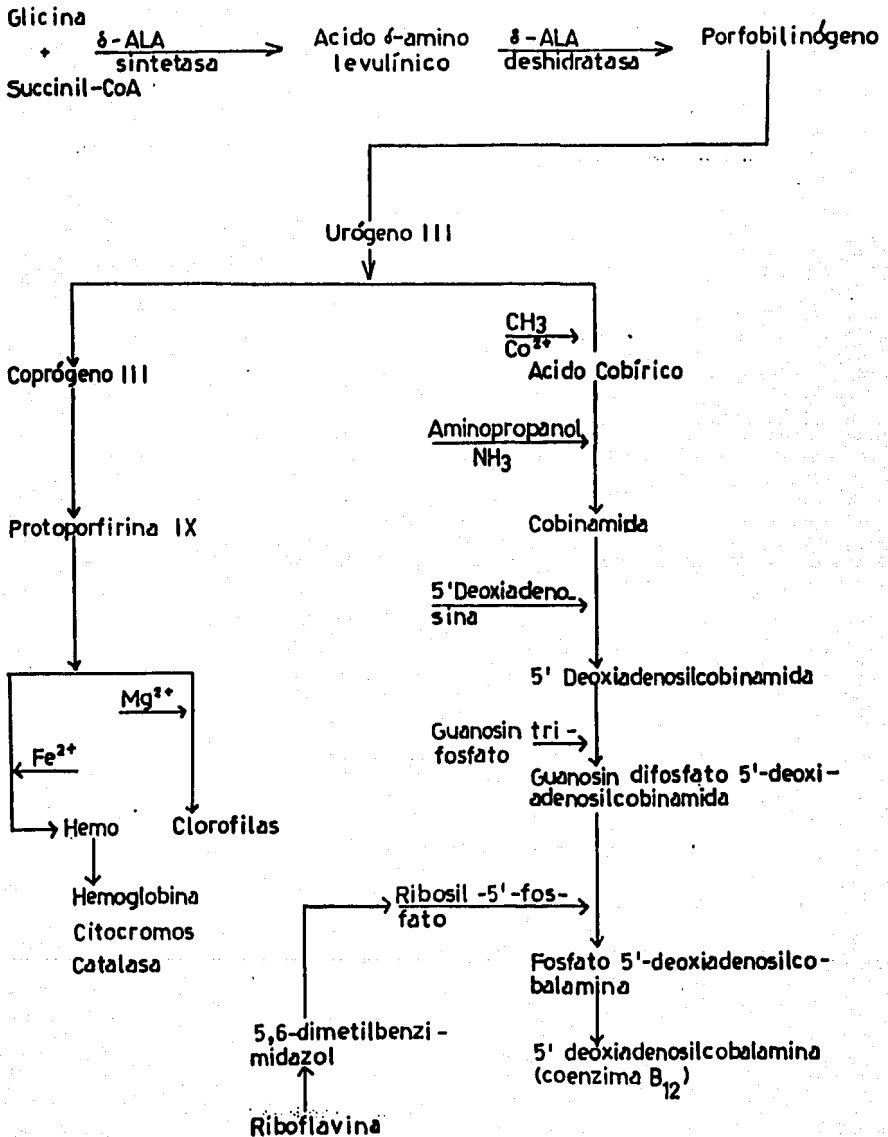 Glicina
+
Succinil-CoA
δ-ALA
sintetasa
Acido δ-amino
levulínico
δ-ALA
deshidratasa
Porfobilinógeno
Urógeno III
Coprógeno III
Protoporfirina IX
Mg²⁺
Fe²⁺
Hemo
Clorofilas
Hemoglobina
Citocromos
Catalasa
CH3
Co²⁺
Acido Cobírico
Aminopropanol
NH₃
Cobinamida
5'Deoxiadeno_
sina
5' Deoxiadenosilcobinamida
Guanosin tri-
fosfato
Guanosin difosfato 5'-deoxi-
adenosilcobinamida
Ribosil -5'-fos-
fato
Fosfato 5'-deoxiadenosilco-
balamina
5,6-dimetilbenzi-
midazol
Riboflavina
5' deoxiadenosilcobalamina
(coenzima B₁₂)